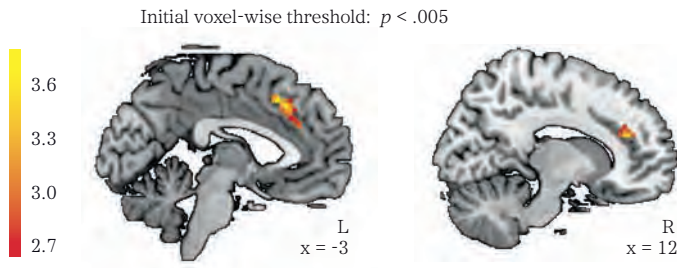 Initial voxel-wise threshold: p < .005
3.6
3.3
3.0
2.7
L
x = -3
R
x = 12